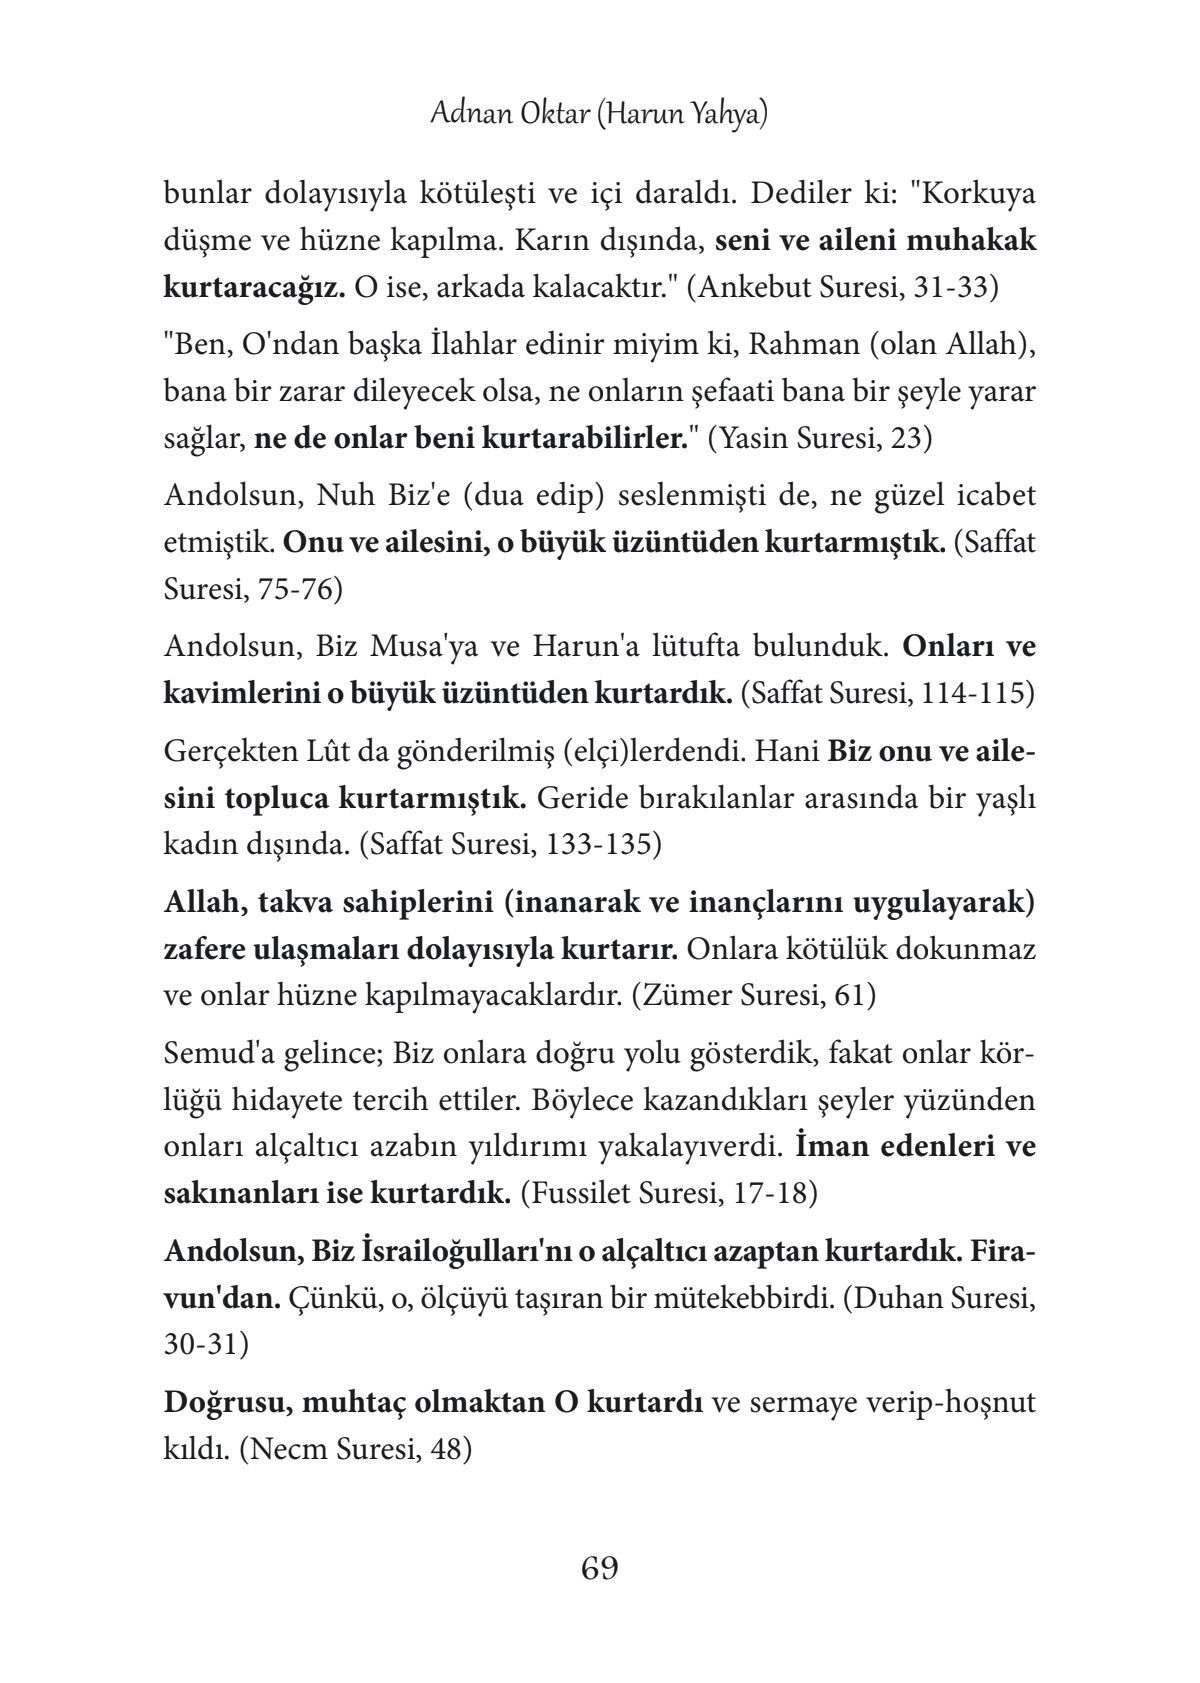 Adnan Oktar (Harun Yahya)
bunlar dolayısıyla kötüleşti ve içi daraldı. Dediler ki: "Korkuya
düşme ve hüzne kapılma. Karın dışında, seni ve aileni muhakak
kurtaracağız. O ise, arkada kalacaktır." (Ankebut Suresi, 31-33)
"Ben, O'ndan başka İlahlar edinir miyim ki, Rahman (olan Allah),
bana bir zarar dileyecek olsa, ne onların şefaati bana bir şeyle yarar
sağlar, ne de onlar beni kurtarabilirler." (Yasin Suresi, 23)
Andolsun, Nuh Biz'e (dua edip) seslenmişti de, ne güzel icabet
etmiştik. Onu ve ailesini, o büyük üzüntüden kurtarmıştık. (Saffat
Suresi, 75-76)
Andolsun, Biz Musa'ya ve Harun'a lütufta bulunduk. Onları ve
kavimlerini o büyük üzüntüden kurtardık. (Saffat Suresi, 114-115)
Gerçekten Lût da gönderilmiş (elçi)lerdendi. Hani Biz onu ve aile-
sini topluca kurtarmıştık. Geride bırakılanlar arasında bir yaşlı
kadın dışında. (Saffat Suresi, 133-135)
Allah, takva sahiplerini (inanarak ve inançlarını uygulayarak)
zafere ulaşmaları dolayısıyla kurtarır. Onlara kötülük dokunmaz
ve onlar hüzne kapılmayacaklardır. (Zümer Suresi, 61)
Semud'a gelince; Biz onlara doğru yolu gösterdik, fakat onlar kör-
lüğü hidayete tercih ettiler. Böylece kazandıkları şeyler yüzünden
onları alçaltıcı azabın yıldırımı yakalayıverdi. İman edenleri ve
sakınanları ise kurtardık. (Fussilet Suresi, 17-18)
Andolsun, Biz İsrailoğulları'nı o alçaltıcı azaptan kurtardık. Fira-
vun'dan. Çünkü, o, ölçüyü taşıran bir mütekebbirdi. (Duhan Suresi,
30-31)
Doğrusu, muhtaç olmaktan O kurtardı ve sermaye verip-hoşnut
kıldı. (Necm Suresi, 48)
69